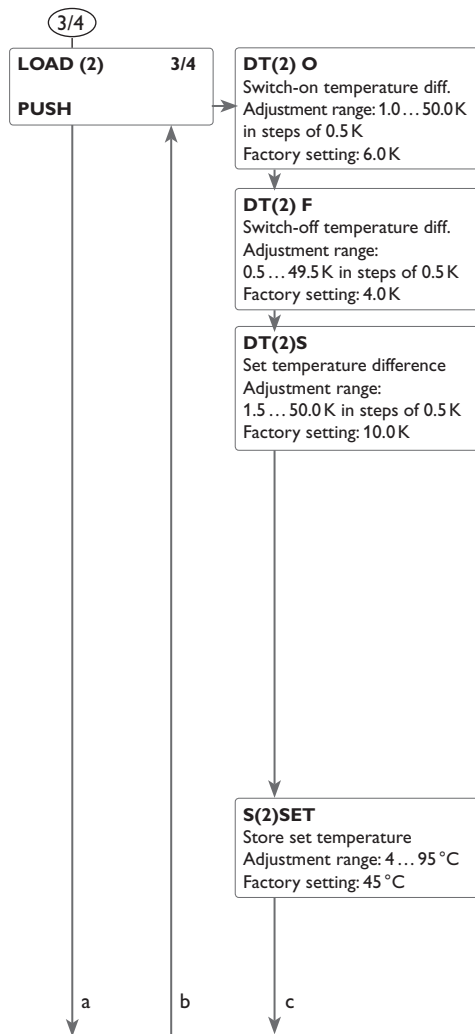 3/4
LOAD (2) 3/4
PUSH
DT(2) O
Switch-on temperature diff.
Adjustment range: 1.0 … 50.0 K
in steps of 0.5 K
Factory setting: 6.0 K
DT(2) F
Switch-off temperature diff.
Adjustment range:
0.5 … 49.5 K in steps of 0.5 K
Factory setting: 4.0 K
DT(2)S
Set temperature difference
Adjustment range:
1.5 … 50.0 K in steps of 0.5 K
Factory setting: 10.0 K
S(2)SET
Store set temperature
Adjustment range: 4 … 95 °C
Factory setting: 45 °C
a b c